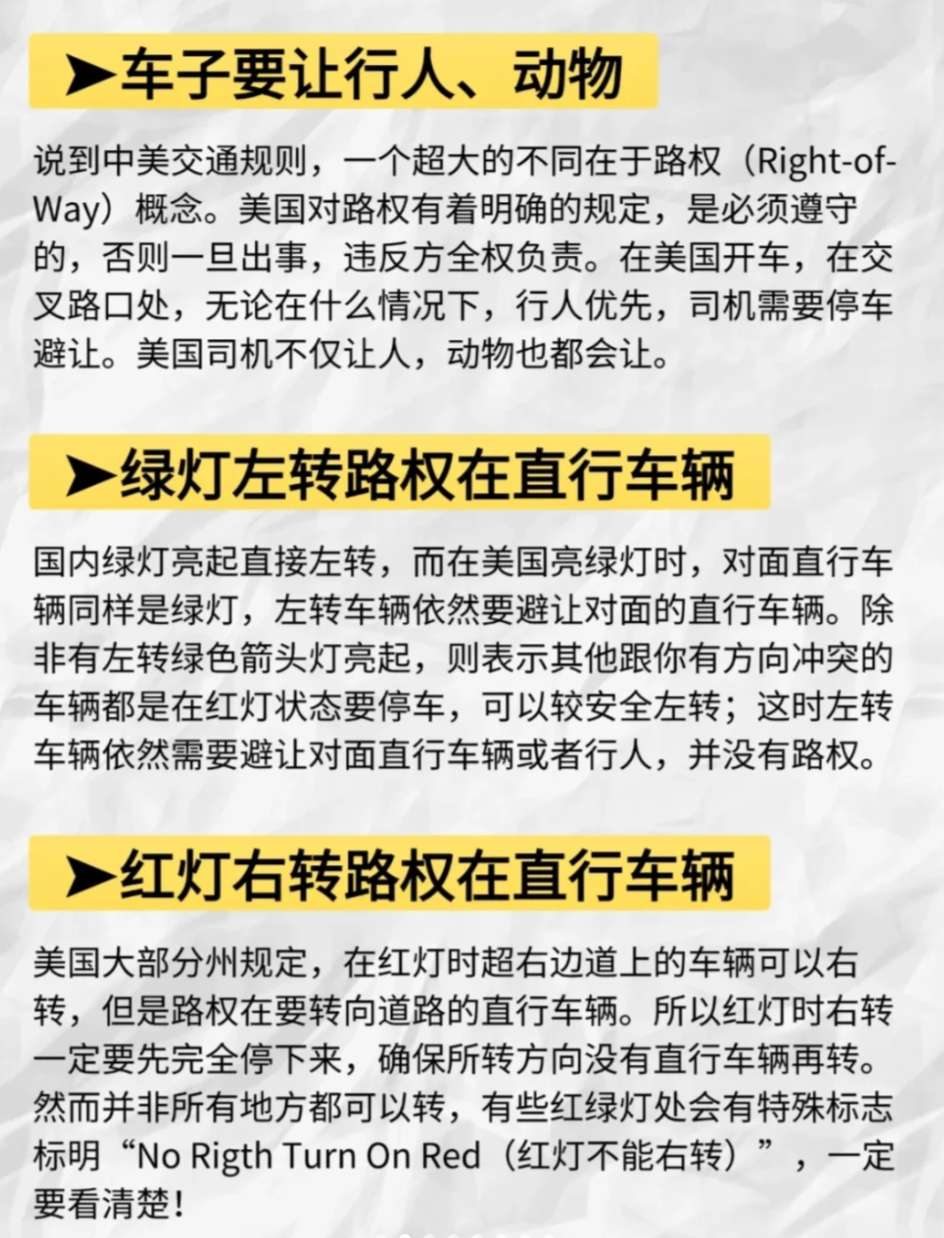 ➤车子要让行人、动物
说到中美交通规则，一个超大的不同在于路权（Right-of-
Way）概念。美国对路权有着明确的规定，是必须遵守
的，否则一旦出事，违反方全权负责。在美国开车，在交
叉路口处，无论在什么情况下，行人优先，司机需要停车
避让。美国司机不仅让人，动物也都会让。
➤绿灯左转路权在直行车辆
国内绿灯亮起直接左转，而在美国亮绿灯时，对面直行车
辆同样是绿灯，左转车辆依然要避让对面的直行车辆。除
非有左转绿色箭头灯亮起，则表示其他跟你有方向冲突的
车辆都是在红灯状态要停车，可以较安全左转；这时左转
车辆依然需要避让对面直行车辆或者行人，并没有路权。
➤红灯右转路权在直行车辆
美国大部分州规定，在红灯时超右边道上的车辆可以右
转，但是路权在要转向道路的直行车辆。所以红灯时右转
一定要先完全停下来，确保所转方向没有直行车辆再转。
然而并非所有地方都可以转，有些红绿灯处会有特殊标志
标明“No Rigth Turn On Red（红灯不能右转）”，一定
要看清楚！